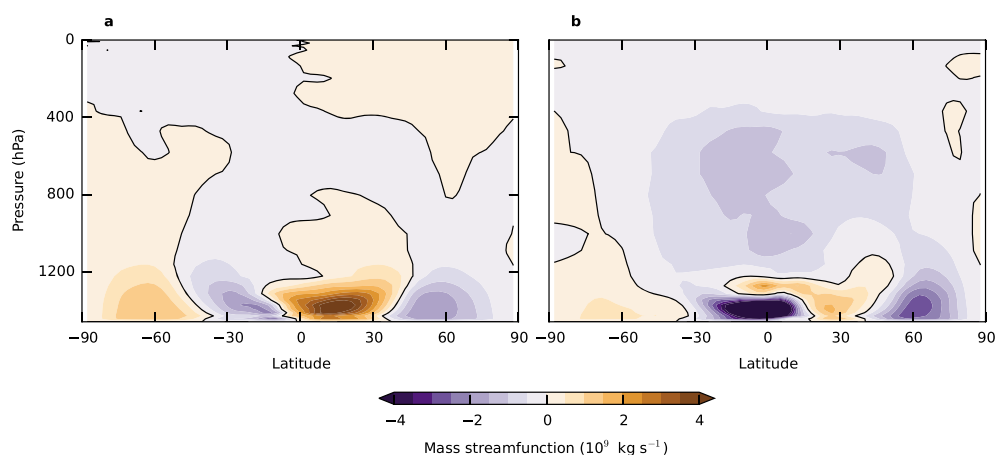 a
b
0
400
800
1200
Pressure (hPa)
−90 −60 −30 0 30 60 90
−90 −60 −30 0 30 60 90
Latitude
Latitude
−4 −2 0 2 4
Mass streamfunction (10⁹ kg s⁻¹)